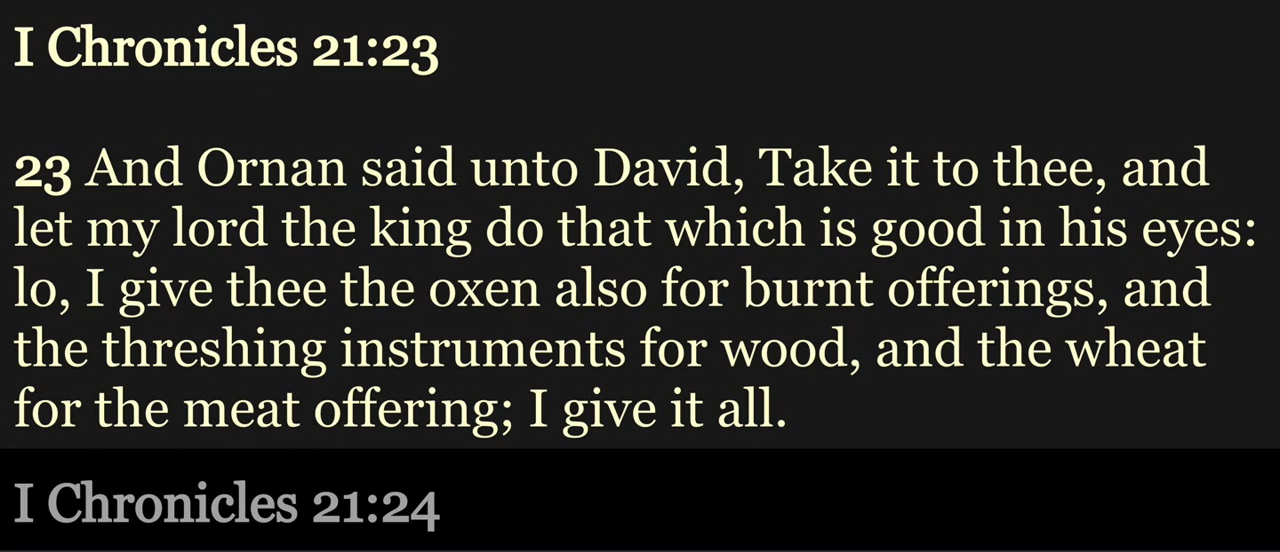 I Chronicles 21:23
23 And Ornan said unto David, Take it to thee, and
let my lord the king do that which is good in his eyes:
lo, I give thee the oxen also for burnt offerings, and
the threshing instruments for wood, and the wheat
for the meat offering; I give it all.
I Chronicles 21:24